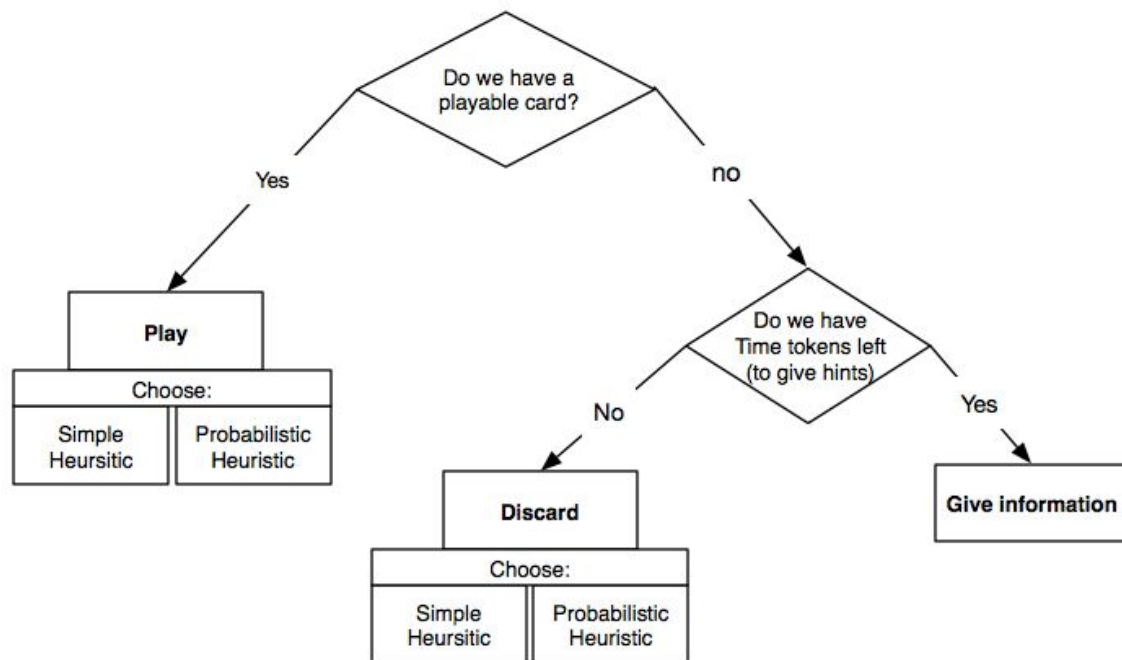 Do we have a
playable card?
Yes
no
Play
Choose:
Simple
Heursitic
Probabilistic
Heuristic
Do we have
Time tokens left
(to give hints)
No
Yes
Discard
Choose:
Simple
Heursitic
Probabilistic
Heuristic
Give information